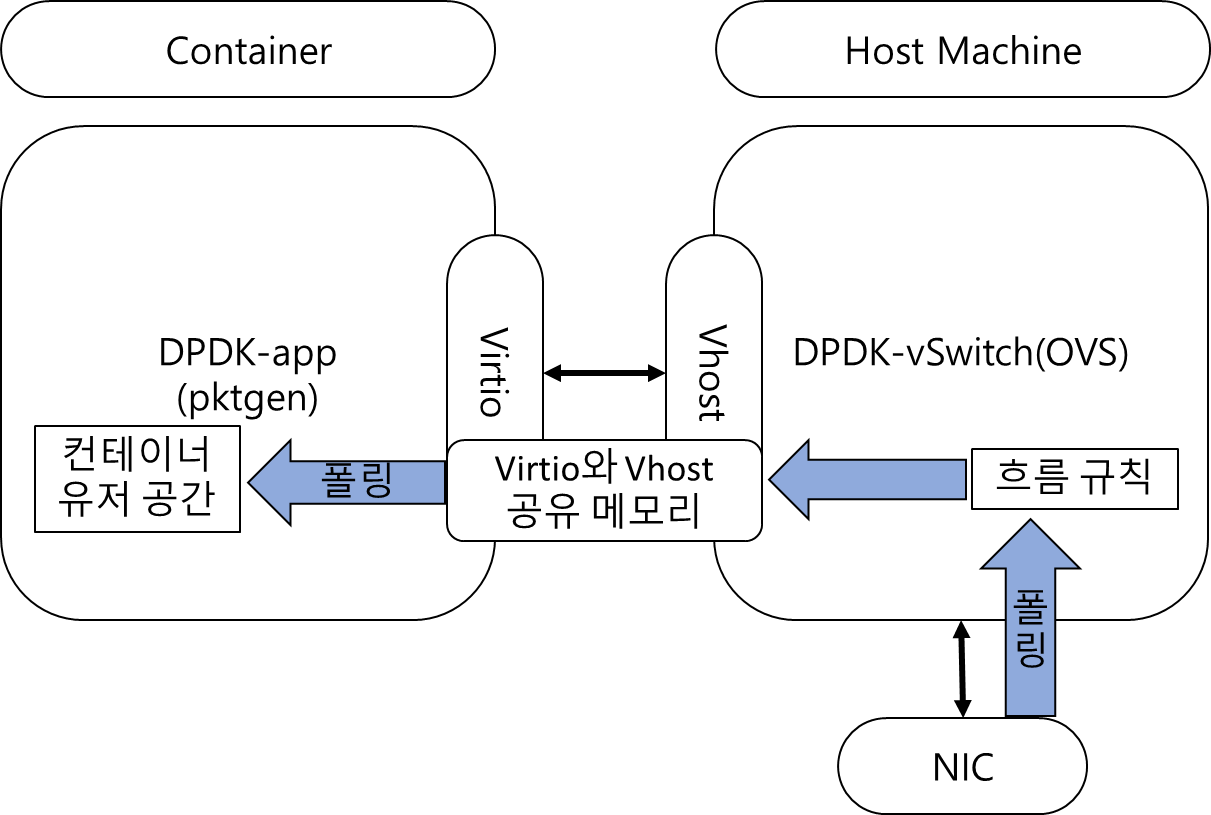 Container
Host Machine
DPDK-app
(pktgen)
Virtio
Vhost
DPDK-vSwitch(OVS)
컨테이너
유저 공간
폴링
Virtio와 Vhost
공유 메모리
흐름 규칙
폴링
NIC